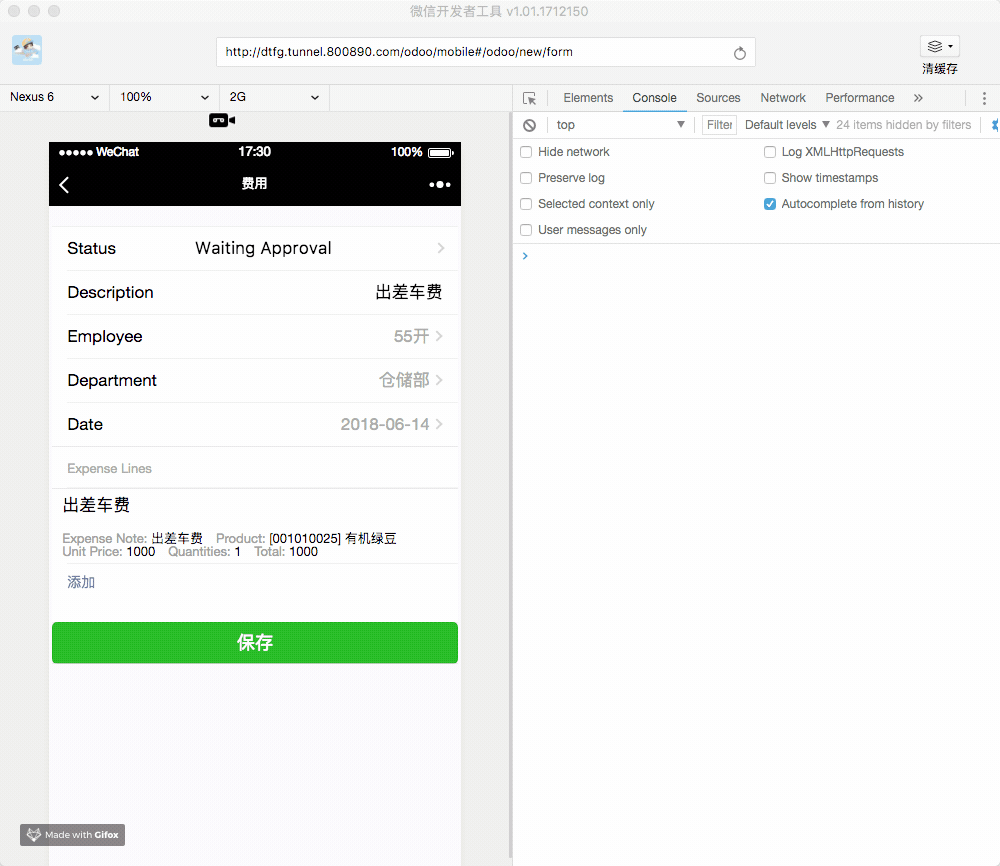 微信开发者工具 v1.01.1712150
http://dtfg.tunnel.800890.com/odoo/mobile#/odoo/new/form
清缓存
Nexus 6 100% 2G
Elements Console Sources Network Performance »
top Filter Default levels 24 items hidden by filters
Hide network Log XMLHttpRequests
Preserve log Show timestamps
Selected context only Autocomplete from history
User messages only
WeChat 17:30 100%
费用
Status Waiting Approval
Description 出差车费
Employee 55开
Department 仓储部
Date 2018-06-14
Expense Lines
出差车费
Expense Note: 出差车费 Product: [001010025] 有机绿豆
Unit Price: 1000 Quantities: 1 Total: 1000
添加
保存
Made with Gifox